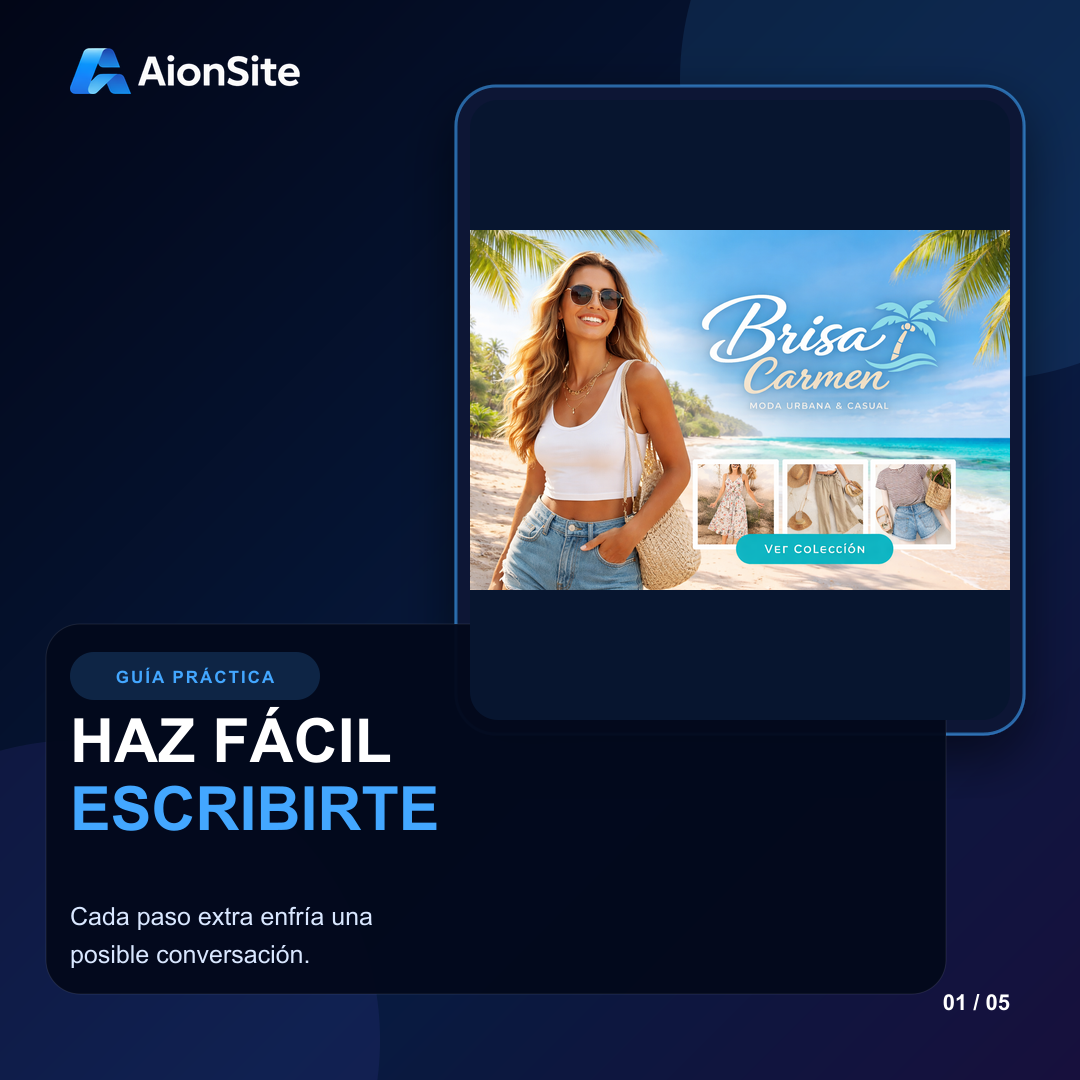 AionSite
Brisa
Carmen
MODA URBANA & CASUAL
Ver Colección
GUÍA PRÁCTICA
HAZ FÁCIL
ESCRIBIRTE
Cada paso extra enfría una
posible conversación.
01 / 05